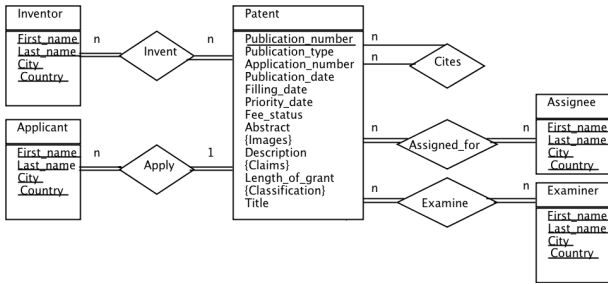 Inventor
First_name
Last_name
City
Country
n
Invent
n
Applicant
First_name
Last_name
City
Country
n
Apply
1
Patent
Publication_number
Publication_type
Application_number
Publication_date
Filling_date
Priority_date
Fee_status
Abstract
{Images}
Description
{Claims}
Length_of_grant
{Classification}
Title
n
n
Cites
n
Assigned_for
n
Assignee
First_name
Last_name
City
Country
n
Examine
n
Examiner
First_name
Last_name
City
Country